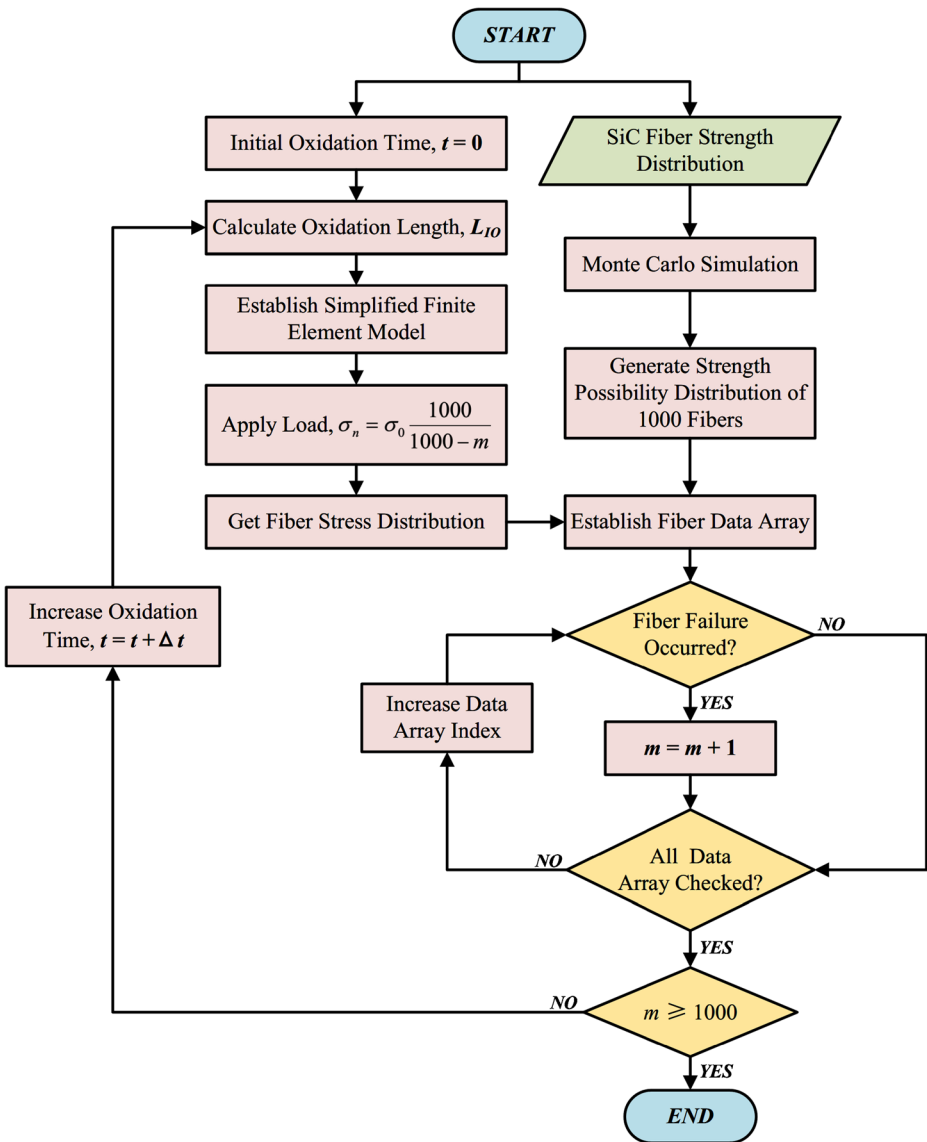 START
Initial Oxidation Time, t = 0
SiC Fiber Strength
Distribution
Calculate Oxidation Length, L_{IO}
Monte Carlo Simulation
Establish Simplified Finite
Element Model
Generate Strength
Possibility Distribution of
1000 Fibers
Apply Load, σ_n = σ_0 \frac{1000}{1000 - m}
Get Fiber Stress Distribution
Establish Fiber Data Array
Increase Oxidation
Time, t = t + Δ t
Fiber Failure
Occurred?
NO
YES
Increase Data
Array Index
m = m + 1
All Data
Array Checked?
NO
YES
m ⩾ 1000
NO
YES
END